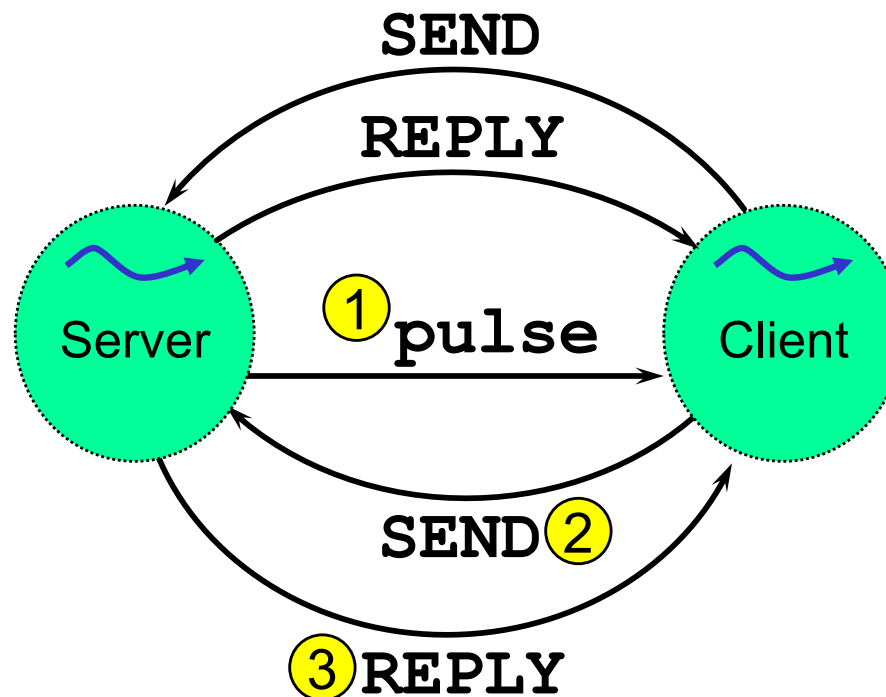 SEND
REPLY
1 pulse
Server
Client
SEND 2
3 REPLY